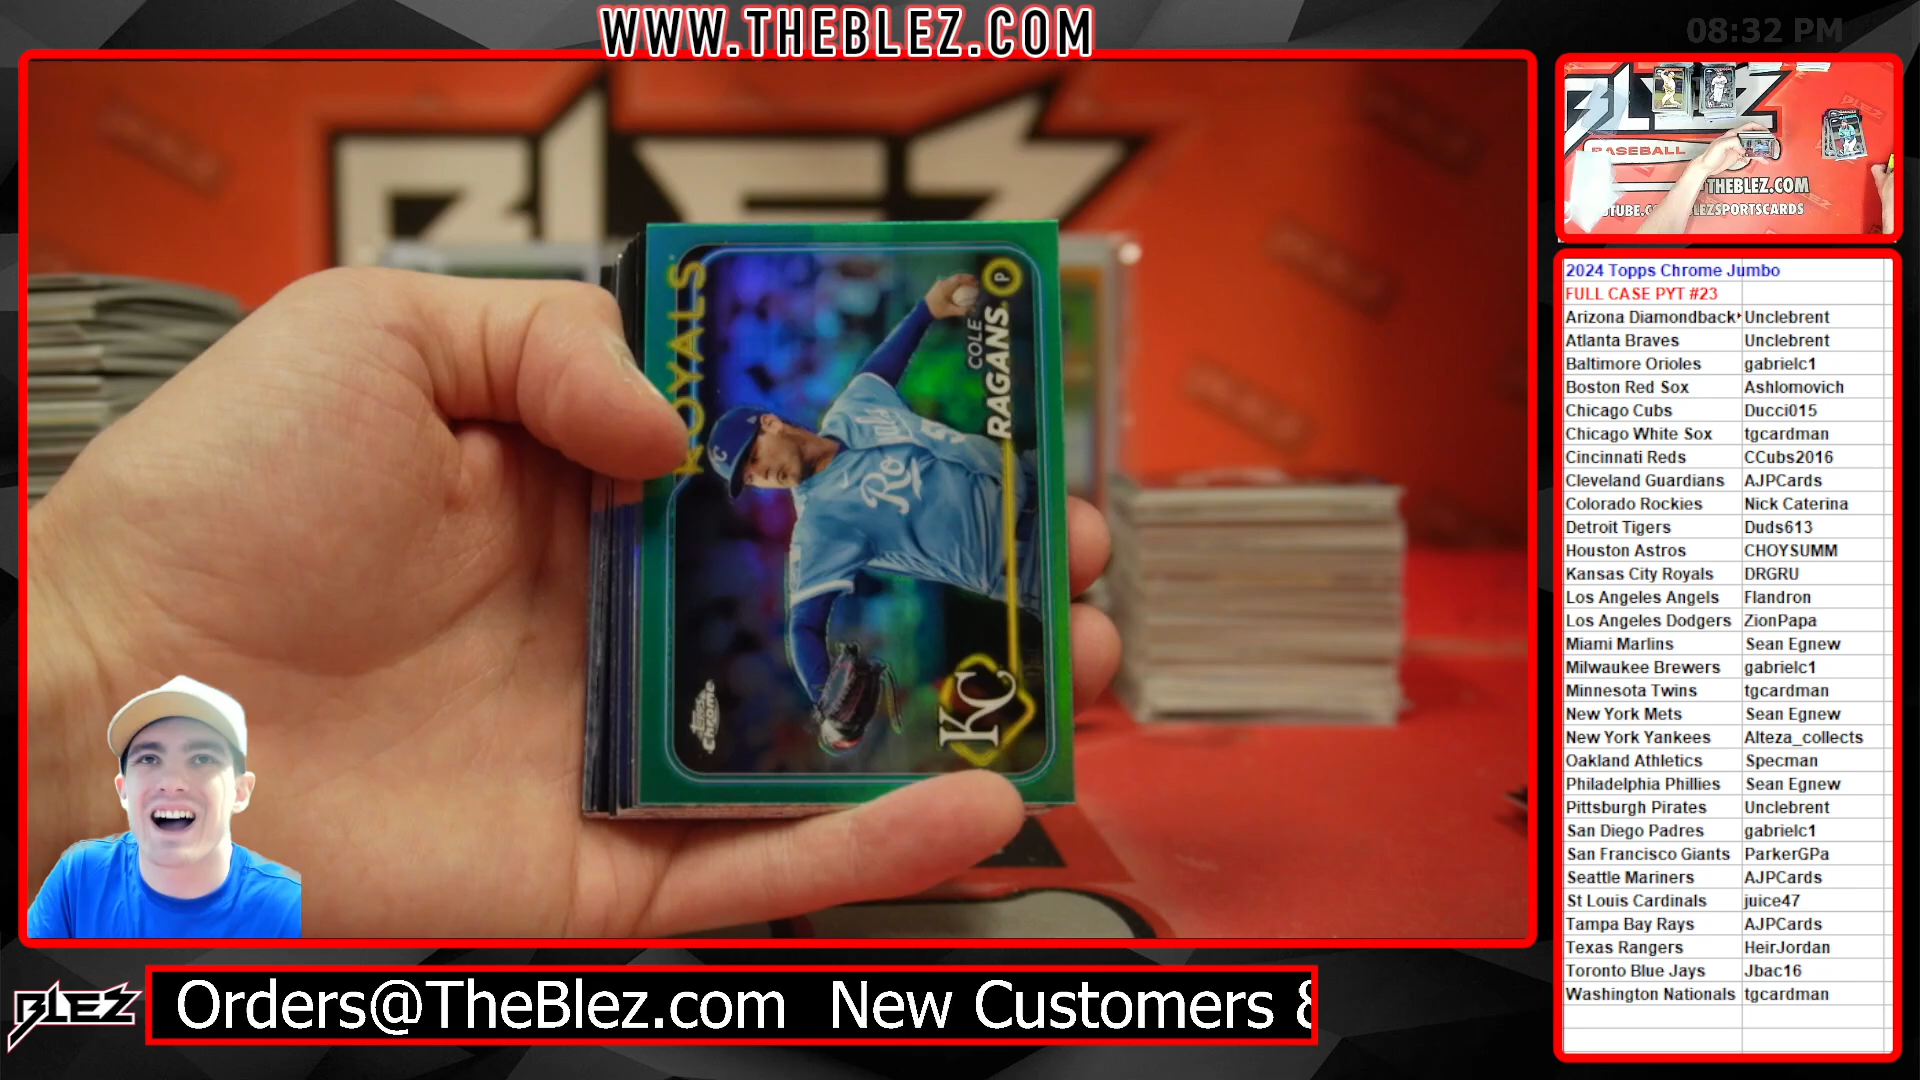 WWW.THEBLEZ.COM
08:32 PM
BLEZ
ROYALS
COLE
RAGANS
P
Royals
KC
Topps
Chrome
BLEZ
BASEBALL
THEBLEZ.COM
2024 Topps Chrome Jumbo
FULL CASE PYT #23
Arizona Diamondback Unclebrent
Atlanta Braves Unclebrent
Baltimore Orioles gabrielc1
Boston Red Sox Ashlomovich
Chicago Cubs Ducci015
Chicago White Sox tgcardman
Cincinnati Reds CCubs2016
Cleveland Guardians AJPCards
Colorado Rockies Nick Caterina
Detroit Tigers Duds613
Houston Astros CHOYSUMM
Kansas City Royals DRGRU
Los Angeles Angels Flandron
Los Angeles Dodgers ZionPapa
Miami Marlins Sean Egnew
Milwaukee Brewers gabrielc1
Minnesota Twins tgcardman
New York Mets Sean Egnew
New York Yankees Alteza_collects
Oakland Athletics Specman
Philadelphia Phillies Sean Egnew
Pittsburgh Pirates Unclebrent
San Diego Padres gabrielc1
San Francisco Giants ParkerGPa
Seattle Mariners AJPCards
St Louis Cardinals juice47
Tampa Bay Rays AJPCards
Texas Rangers HeirJordan
Toronto Blue Jays Jbac16
Washington Nationals tgcardman
BLEZ
Orders@TheBlez.com New Customers &